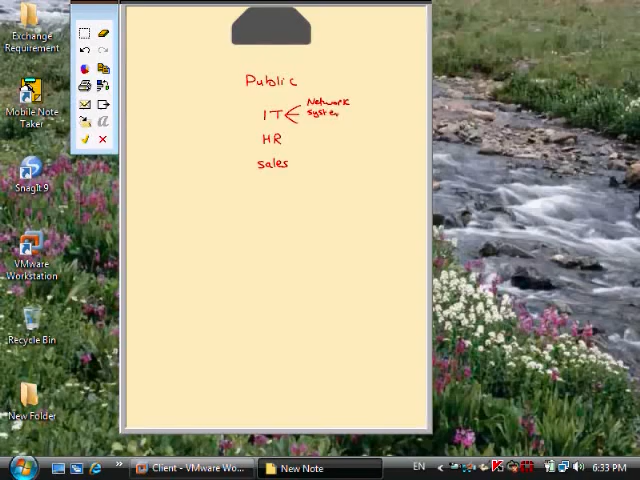 Exchange
Requirement
Mobile Note
Taker
SnagIt 9
VMware
Workstation
Recycle Bin
New Folder
Public
IT
Network
System
HR
sales
Client - VMware Wo...
New Note
EN
6:33 PM